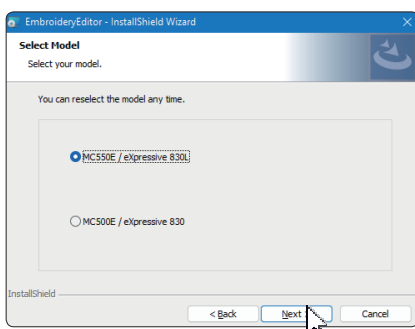 EmbroideryEditor - InstallShield Wizard
Select Model
Select your model.
You can reselect the model any time.
MC550E / eXpressive 830L
MC500E / eXpressive 830
InstallShield
< Back Next > Cancel